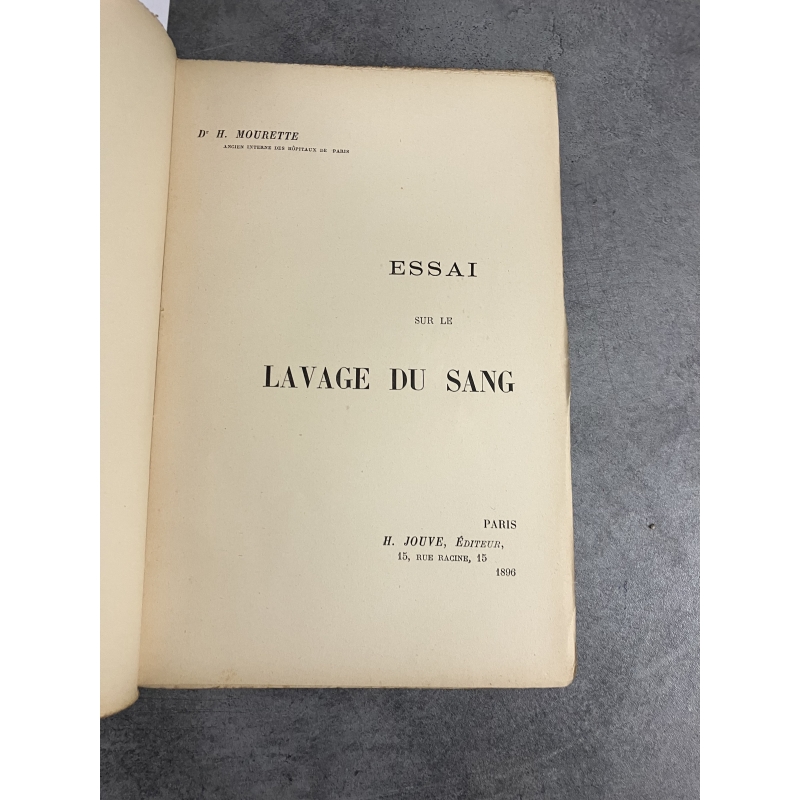 Dr H. MOURETTE
ANCIEN INTERNE DES HÔPITAUX DE PARIS
ESSAI
SUR LE
LAVAGE DU SANG
PARIS
H. JOUVE, ÉDITEUR,
15, RUE RACINE, 15
1896